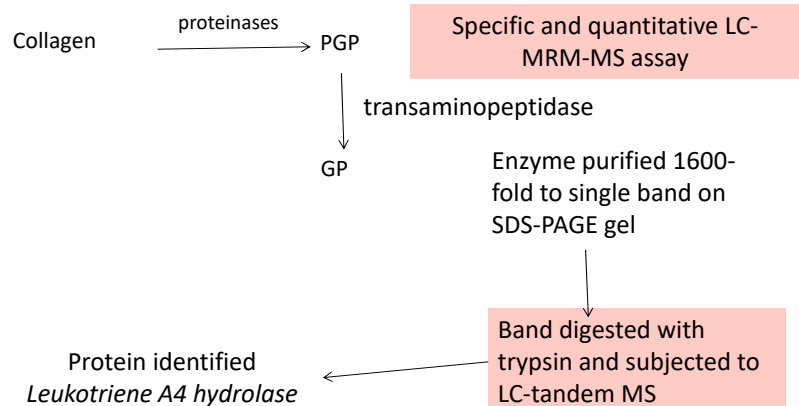 Collagen
proteinases
PGP
Specific and quantitative LC-
MRM-MS assay
transaminopeptidase
GP
Enzyme purified 1600-
fold to single band on
SDS-PAGE gel
Band digested with
trypsin and subjected to
LC-tandem MS
Protein identified
Leukotriene A4 hydrolase